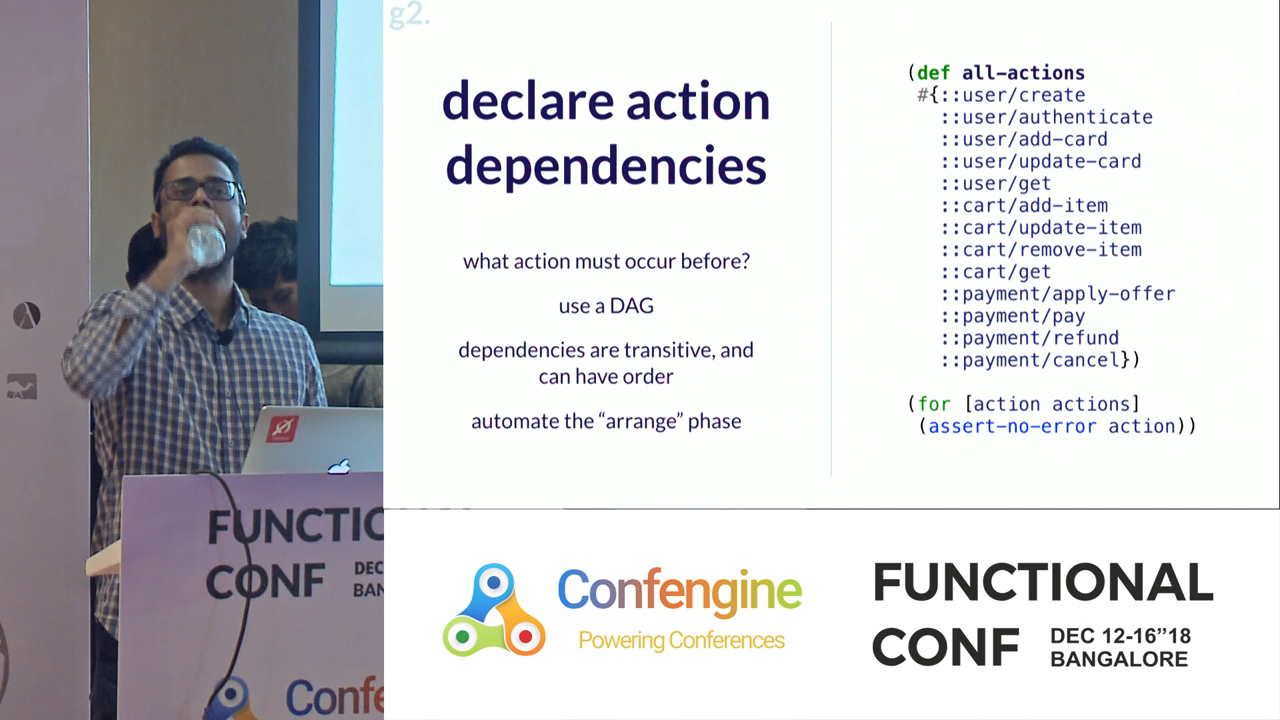 g2.
declare action
dependencies
what action must occur before?
use a DAG
dependencies are transitive, and
can have order
automate the “arrange” phase
(def all-actions
#{::user/create
::user/authenticate
::user/add-card
::user/update-card
::user/get
::cart/add-item
::cart/update-item
::cart/remove-item
::cart/get
::payment/apply-offer
::payment/pay
::payment/refund
::payment/cancel})
(for [action actions]
(assert-no-error action))
FUNCTIO
CONF DEC
BAN
Confe
Confengine
Powering Conferences
FUNCTIONAL
CONF DEC 12-16”18
BANGALORE